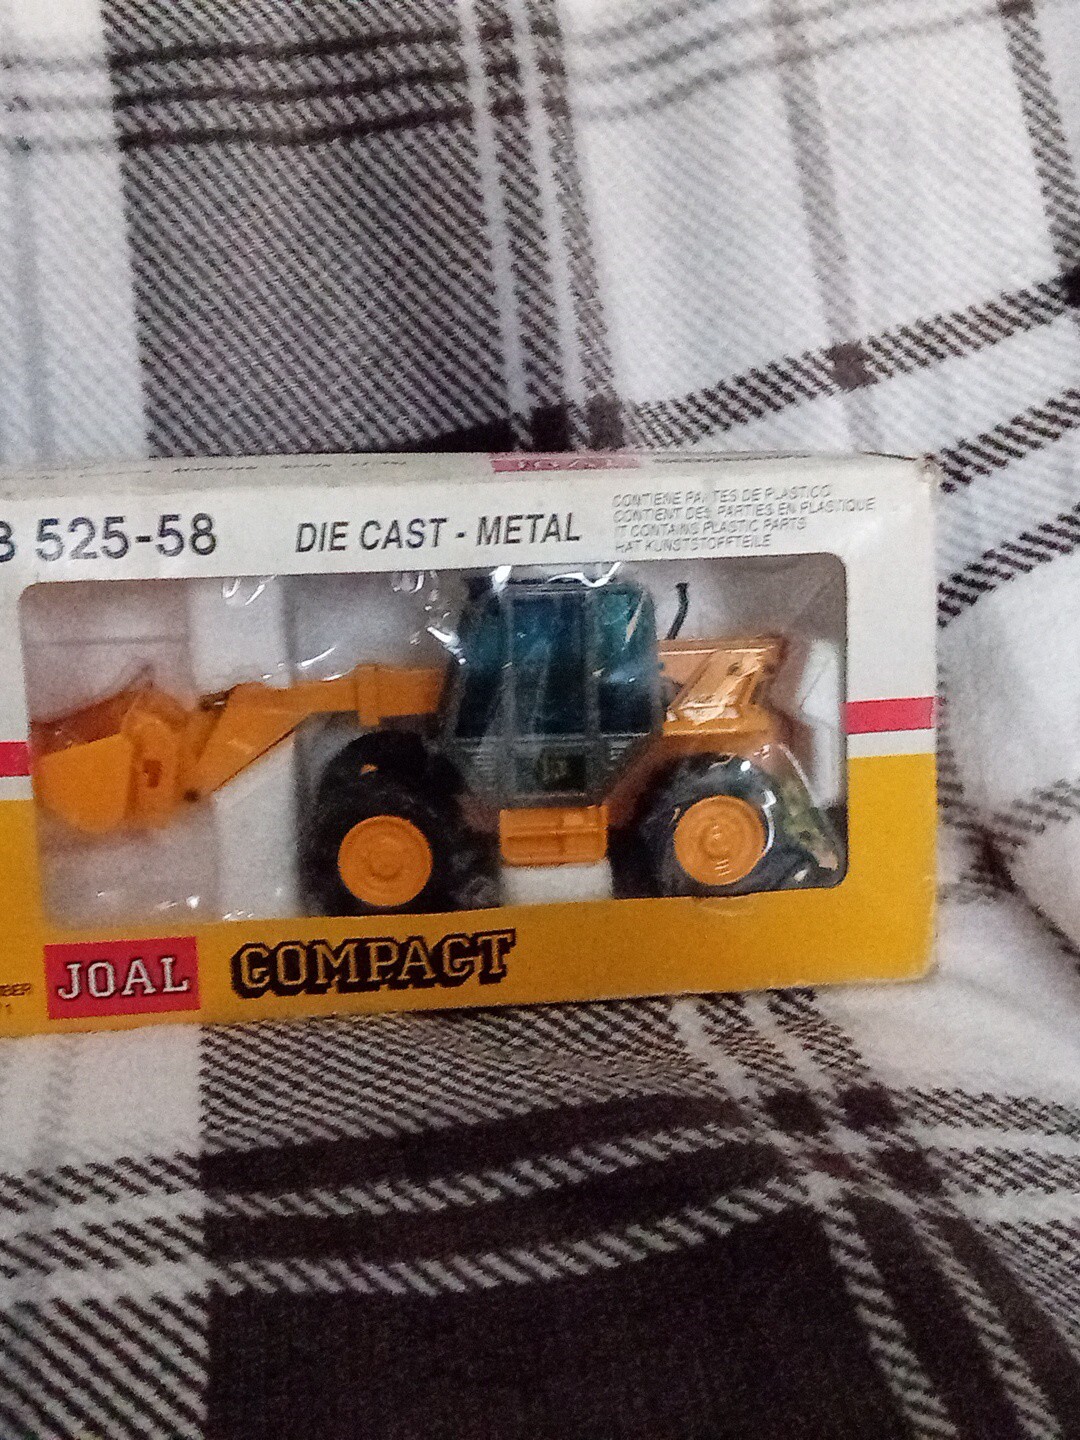 B 525-58
DIE CAST - METAL
CONTIENE PARTES DE PLASTICO
CONTIENT DES PARTIES EN PLASTIQUE
IT CONTAINS PLASTIC PARTS
HAT KUNSTSTOFFTEILE
JOAL
COMPACT